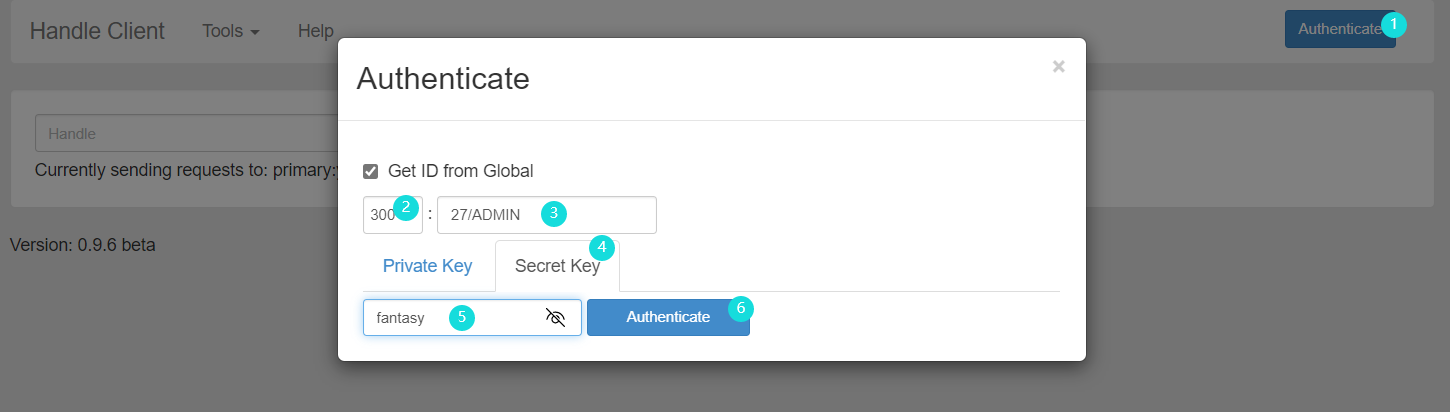 Handle Client Tools Help Authenticate 1
Authenticate ×
Handle
Get ID from Global
Currently sending requests to: primary:
300 2 : 27/ADMIN 3
Version: 0.9.6 beta
Private Key Secret Key 4
fantasy 5 Authenticate 6